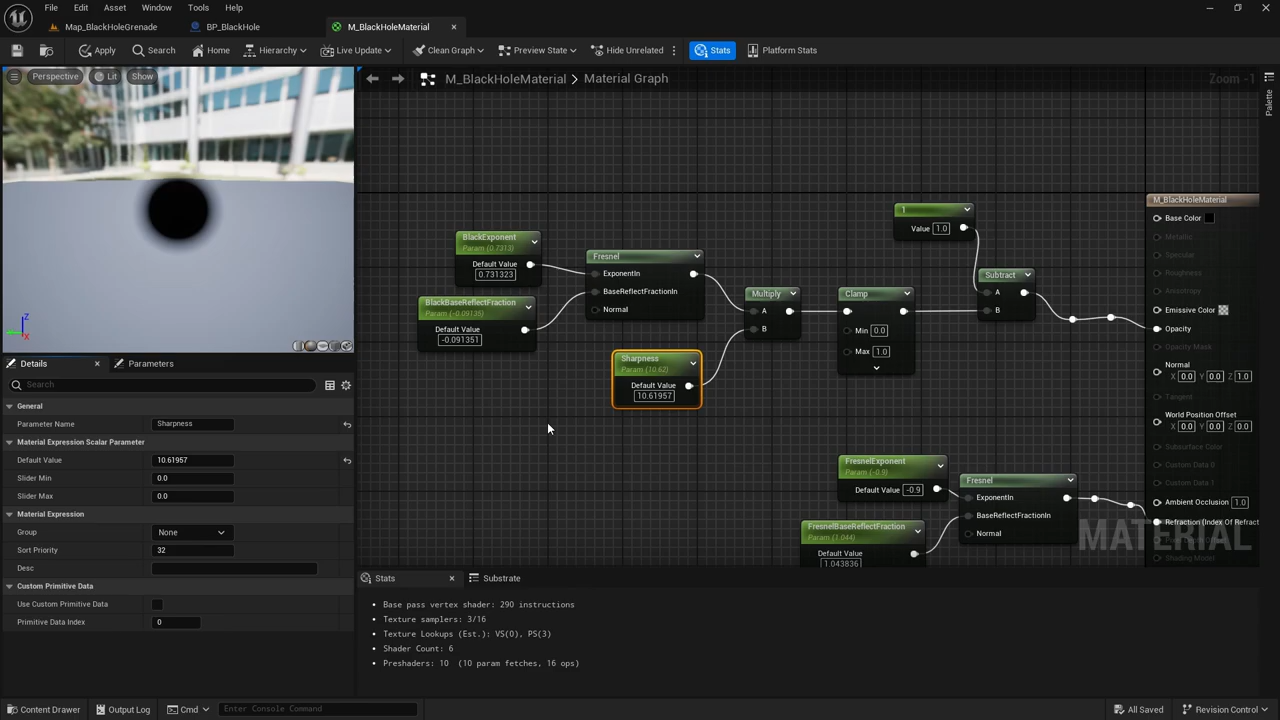 File Edit Asset Window Tools Help
Map_BlackHoleGrenade BP_BlackHole M_BlackHoleMaterial
Apply Search Home Hierarchy Live Update Clean Graph Preview State Hide Unrelated Stats Platform Stats
Perspective Lit Show
M_BlackHoleMaterial > Material Graph
Zoom -1
Palette
M_BlackHoleMaterial
1
Value 1.0
Base Color
Metallic
Specular
Roughness
Anisotropy
Emissive Color
Opacity
Opacity Mask
Normal
X 0.0 Y 0.0 Z 1.0
Tangent
World Position Offset
X 0.0 Y 0.0 Z 0.0
Subsurface Color
Custom Data 0
Custom Data 1
Ambient Occlusion 1.0
Refraction (Index Of Refract
Pixel Depth Offset
Shading Model
BlackExponent
Param (0.7313)
Default Value
0.731323
BlackBaseReflectFraction
Param (-0.09135)
Default Value
-0.091351
Fresnel
ExponentIn
BaseReflectFractionIn
Normal
Sharpness
Param (10.62)
Default Value
10.61957
Multiply
A
B
Clamp
Min 0.0
Max 1.0
Subtract
A
B
FresnelExponent
Param (-0.9)
Default Value -0.9
FresnelBaseReflectFraction
Param (1.044)
Default Value
1.043836
Fresnel
ExponentIn
BaseReflectFractionIn
Normal
MATERIAL
Z
X
Details Parameters
Search
General
Parameter Name Sharpness
Material Expression Scalar Parameter
Default Value 10.61957
Slider Min 0.0
Slider Max 0.0
Material Expression
Group None
Sort Priority 32
Desc
Custom Primitive Data
Use Custom Primitive Data
Primitive Data Index 0
Stats Substrate
Base pass vertex shader: 290 instructions
Texture samplers: 3/16
Texture Lookups (Est.): VS(0), PS(3)
Shader Count: 6
Preshaders: 10 (10 param fetches, 16 ops)
Content Drawer Output Log Cmd Enter Console Command All Saved Revision Control